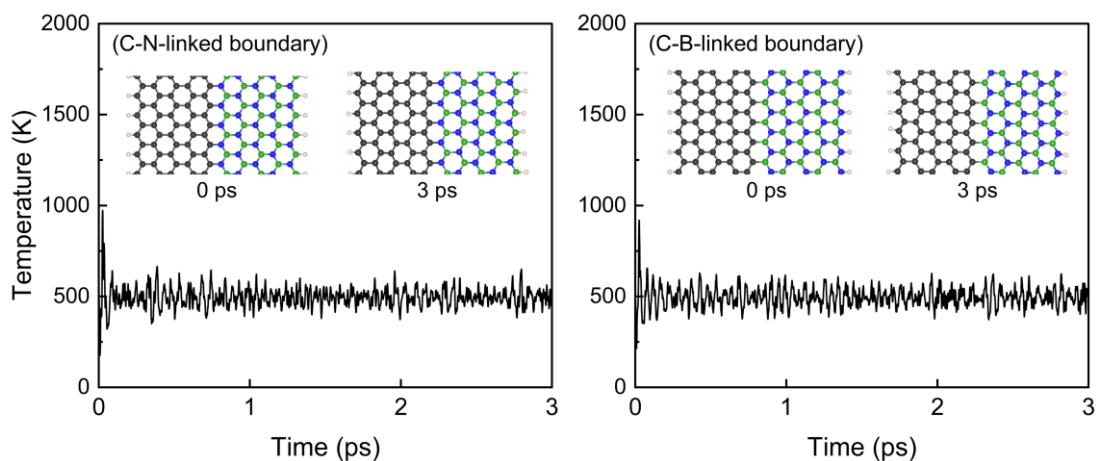 (C-N-linked boundary)
0 ps
3 ps
2000
1500
1000
500
0
Temperature (K)
0
1
2
3
Time (ps)
(C-B-linked boundary)
0 ps
3 ps
2000
1500
1000
500
0
0
1
2
3
Time (ps)